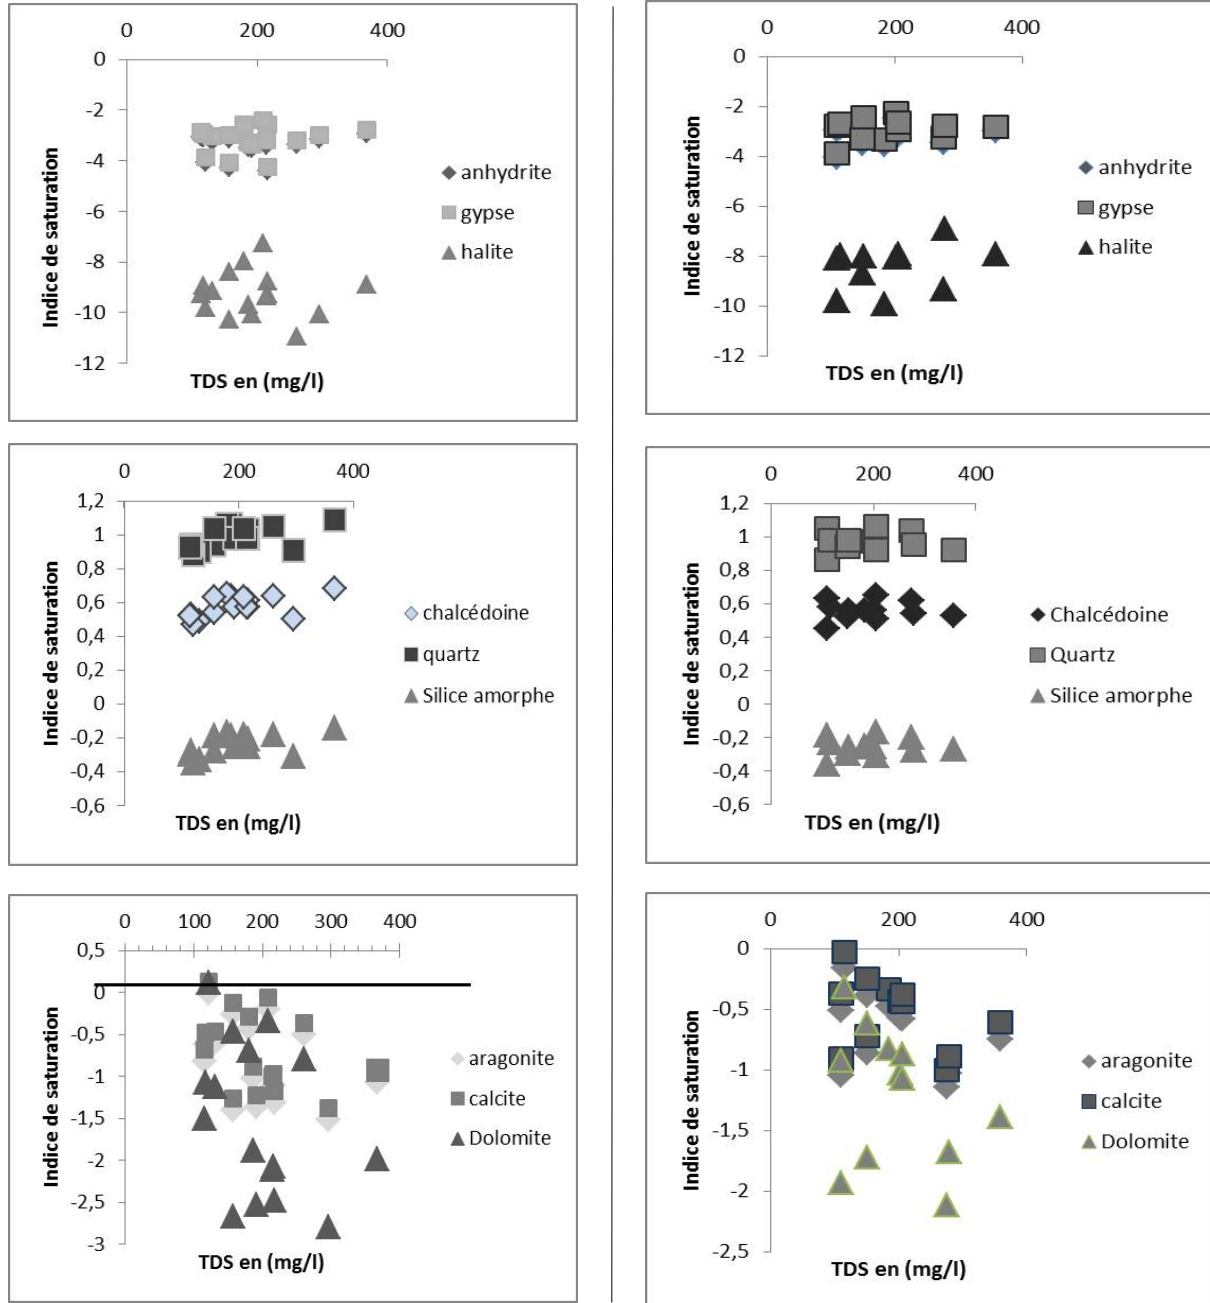 0 200 400
0
-2
-4
-6
-8
-10
-12
Indice de saturation
TDS en (mg/l)
anhydrite
gypse
halite
0 200 400
0
-2
-4
-6
-8
-10
-12
Indice de saturation
TDS en (mg/l)
anhydrite
gypse
halite
0 200 400
1,2
1
0,8
0,6
0,4
0,2
0
-0,2
-0,4
-0,6
Indice de saturation
TDS en (mg/l)
chalcédoine
quartz
Silice amorphe
0 200 400
1,2
1
0,8
0,6
0,4
0,2
0
-0,2
-0,4
-0,6
Indice de saturation
TDS en (mg/l)
Chalcédoine
Quartz
Silice amorphe
0 100 200 300 400
0,5
0
-0,5
-1
-1,5
-2
-2,5
-3
Indice de saturation
TDS en (mg/l)
aragonite
calcite
Dolomite
0 200 400
0
-0,5
-1
-1,5
-2
-2,5
Indice de saturation
TDS en (mg/l)
aragonite
calcite
Dolomite